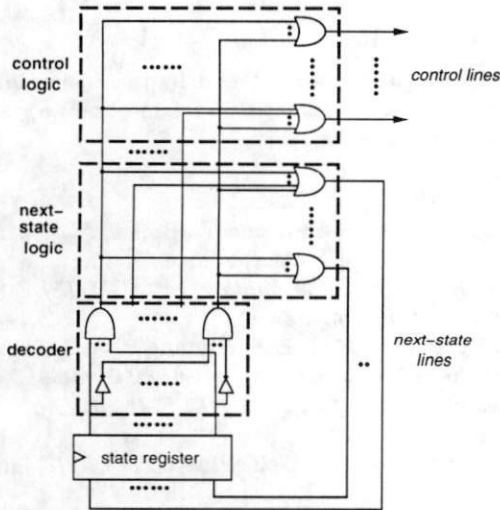 control
logic
control lines
next–
state
logic
decoder
next–state
lines
state register